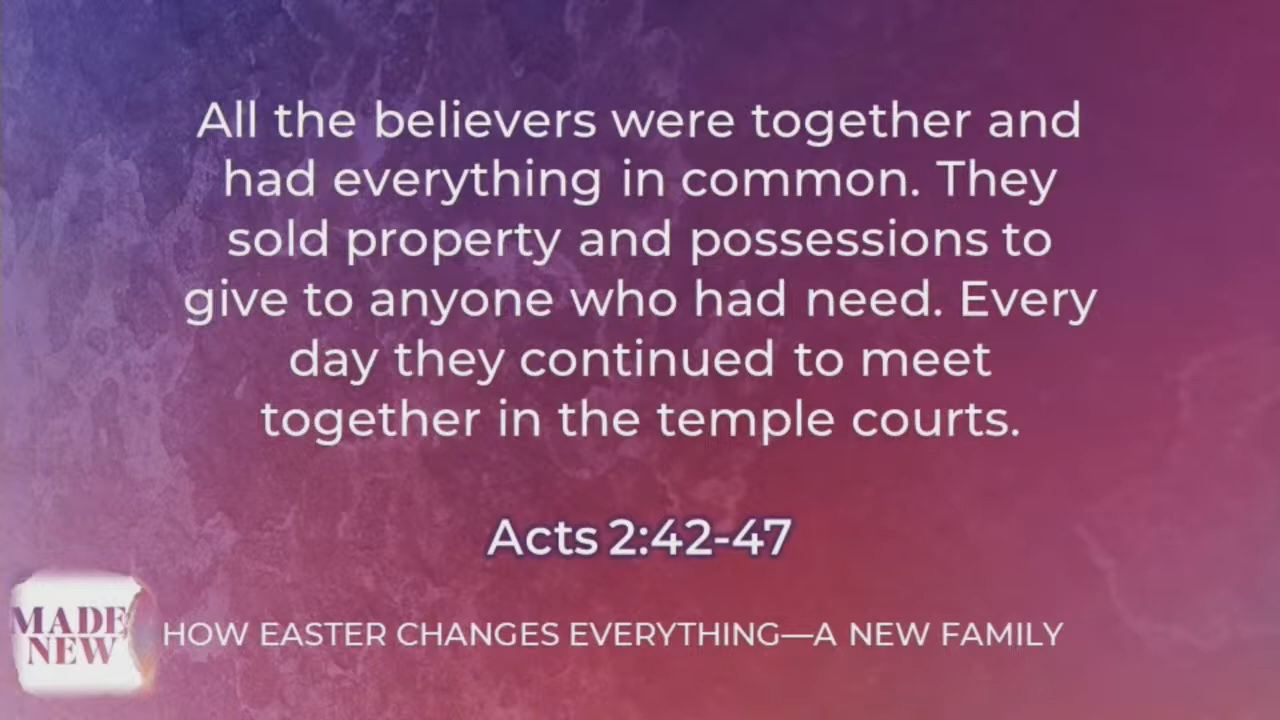 All the believers were together and
had everything in common. They
sold property and possessions to
give to anyone who had need. Every
day they continued to meet
together in the temple courts.
Acts 2:42-47
MADE
NEW
HOW EASTER CHANGES EVERYTHING—A NEW FAMILY